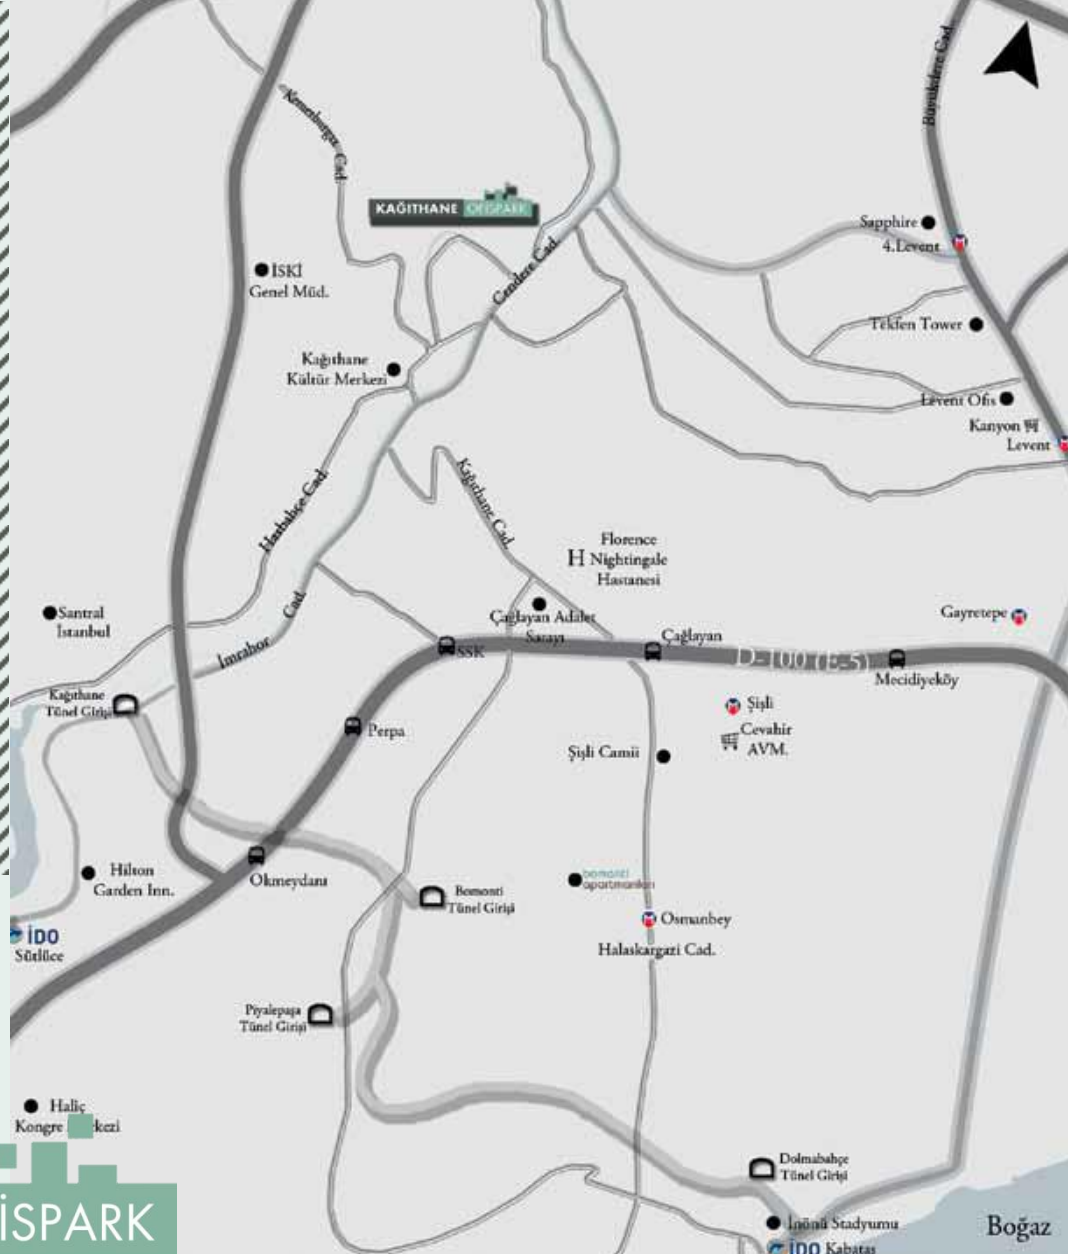 Büyükdere Cad.
Kemerburgaz Cad.
KAĞITHANE OFİSPARK
Sapphire
4.Levent
Cendere Cad.
İSKİ
Genel Müd.
Tekfen Tower
Kağıthane
Kültür Merkezi
Levent Ofis
Kanyon
Levent
Kağıthane Cad.
Hasbahçe Cad.
Florence
H Nightingale
Hastanesi
Santral
İstanbul
Çağlayan Adalet
Sarayı
Gayretepe
İmrahor Cad.
SSK
Çağlayan
D-100 (E-5)
Mecidiyeköy
Kağıthane
Tünel Girişi
Perpa
Şişli
Cevahir
AVM.
Şişli Camii
Hilton
Garden Inn.
Okmeydanı
bomonti
apartmanları
Bomonti
Tünel Girişi
Osmanbey
İDO
Sütlüce
Halaskargazi Cad.
Piyalepaşa
Tünel Girişi
Haliç
Kongre
Dolmabahçe
Tünel Girişi
İSPARK
İnönü Stadyumu
Boğaz
İDO Kabataş